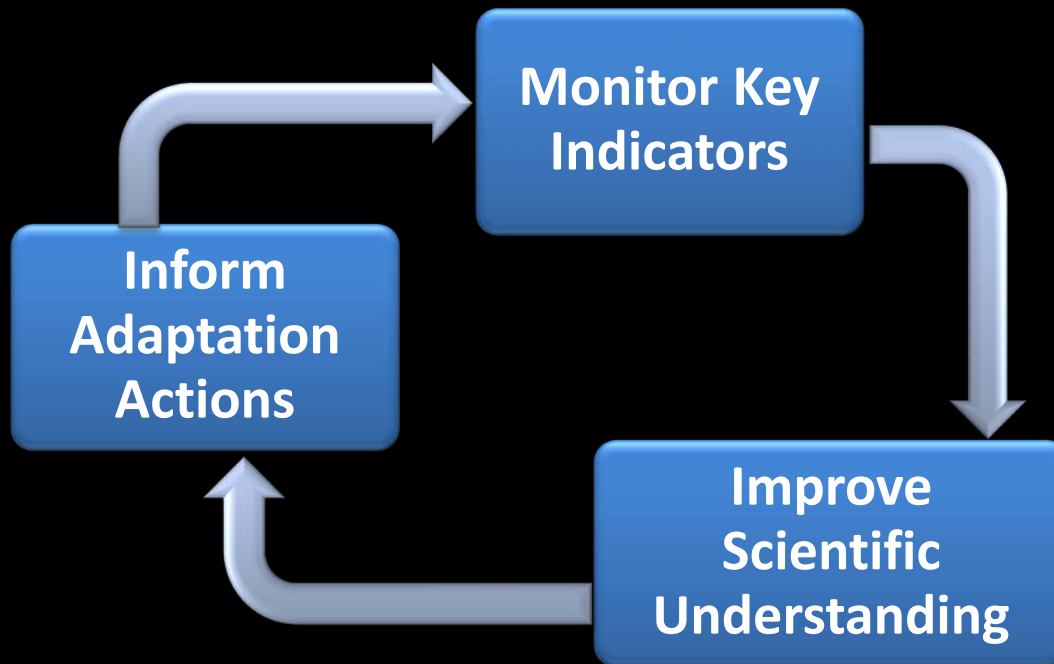 Monitor Key
Indicators
Inform
Adaptation
Actions
Improve
Scientific
Understanding